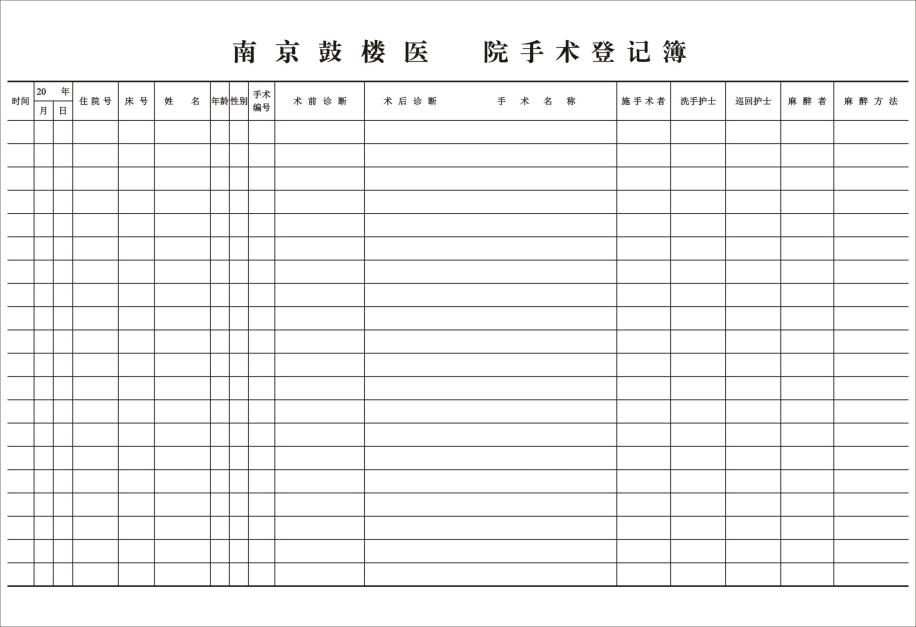 南京鼓楼医 院手术登记簿
时间 20 年 月 日 住院号 床号 姓名 年龄 性别 手术编号 术前诊断 术后诊断 手术名称 施手术者 洗手护士 巡回护士 麻醉者 麻醉方法